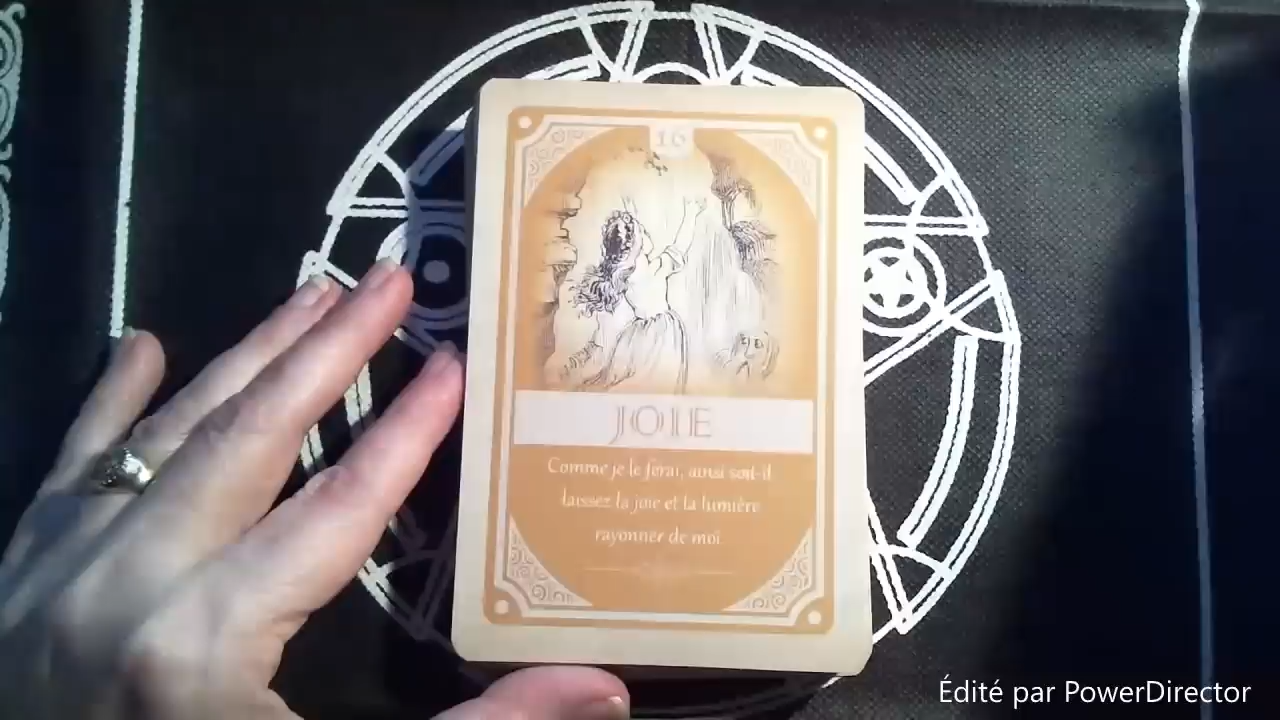 16
JOIE
Comme je le ferai, ainsi soit-il
laissez la joie et la lumière
rayonner de moi
Édité par PowerDirector